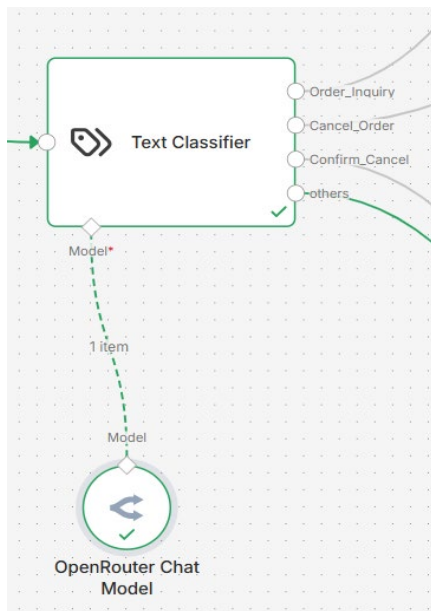 Order_Inquiry
Text Classifier
Cancel_Order
Confirm_Cancel
others
Model*
1 item
Model
OpenRouter Chat
Model